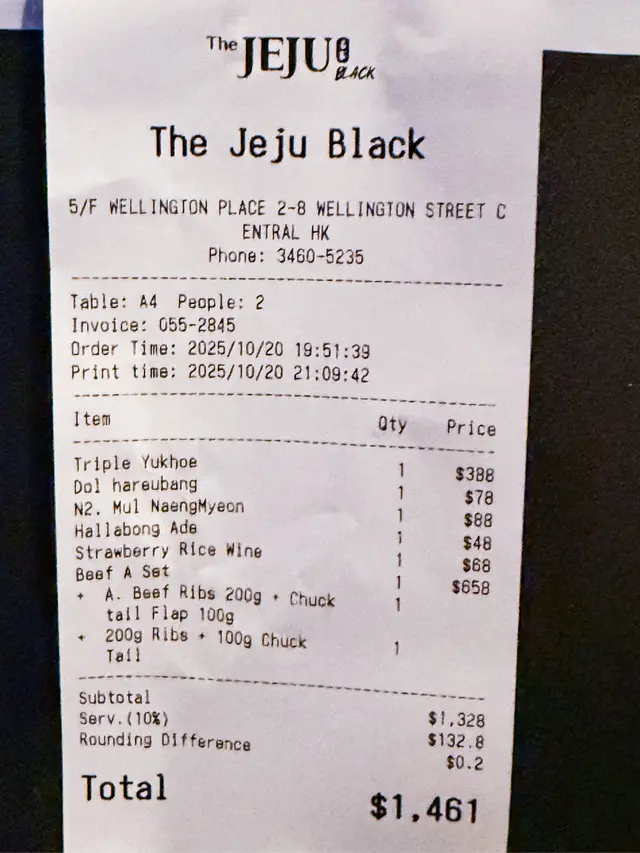 The JEJU BLACK
The Jeju Black
5/F WELLINGTON PLACE 2-8 WELLINGTON STREET C
ENTRAL HK
Phone: 3460-5235
Table: A4 People: 2
Invoice: 055-2845
Order Time: 2025/10/20 19:51:39
Print time: 2025/10/20 21:09:42
Item Qty Price
Triple Yukhoe 1 $388
Dol hareubang 1 $78
N2. Mul NaengMyeon 1 $88
Hallabong Ade 1 $48
Strawberry Rice Wine 1 $68
Beef A Set 1 $658
+ A. Beef Ribs 200g + Chuck 1
tail Flap 100g
+ 200g Ribs + 100g Chuck 1
Tail
Subtotal $1,328
Serv.(10%) $132.8
Rounding Difference $0.2
Total $1,461